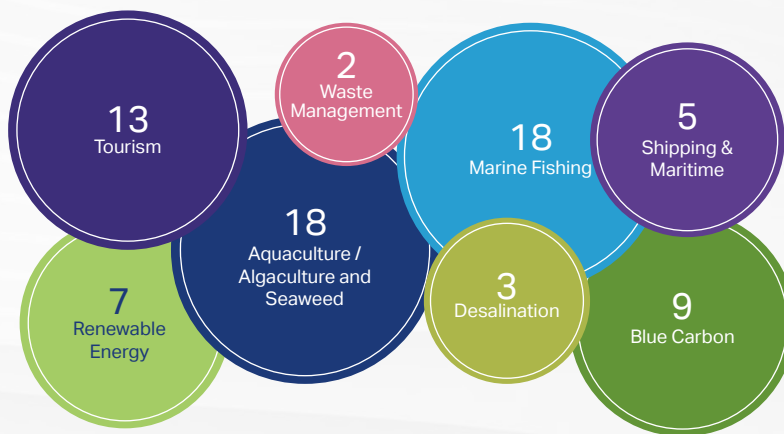 13
Tourism
2
Waste
Management
18
Marine Fishing
5
Shipping &
Maritime
7
Renewable
Energy
18
Aquaculture /
Algaculture and
Seaweed
3
Desalination
9
Blue Carbon